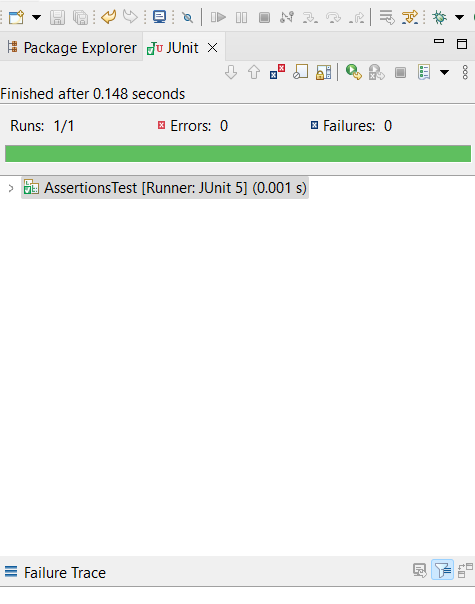 Package Explorer JUnit
Finished after 0.148 seconds
Runs: 1/1 Errors: 0 Failures: 0
AssertionsTest [Runner: JUnit 5] (0.001 s)
Failure Trace